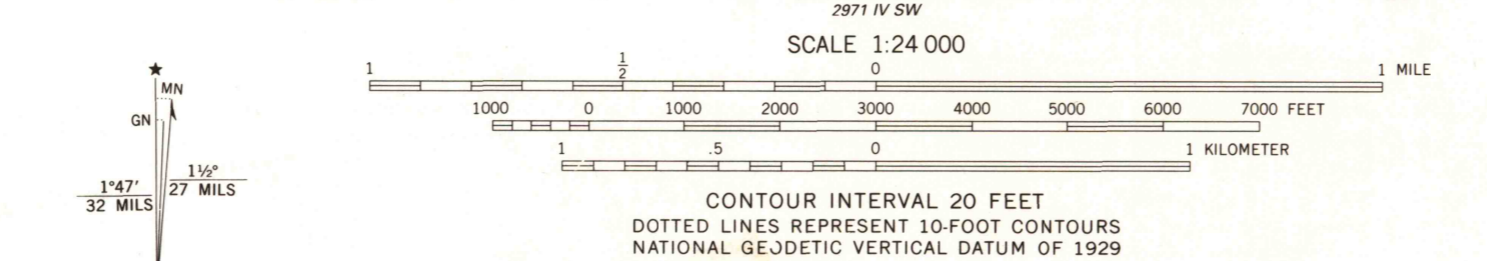 2971 IV SW
SCALE 1:24 000
1 ½ 0 1 MILE
1000 0 1000 2000 3000 4000 5000 6000 7000 FEET
1 .5 0 1 KILOMETER
CONTOUR INTERVAL 20 FEET
DOTTED LINES REPRESENT 10-FOOT CONTOURS
NATIONAL GEODETIC VERTICAL DATUM OF 1929
★
MN
GN
1½°
27 MILS
1°47′
32 MILS